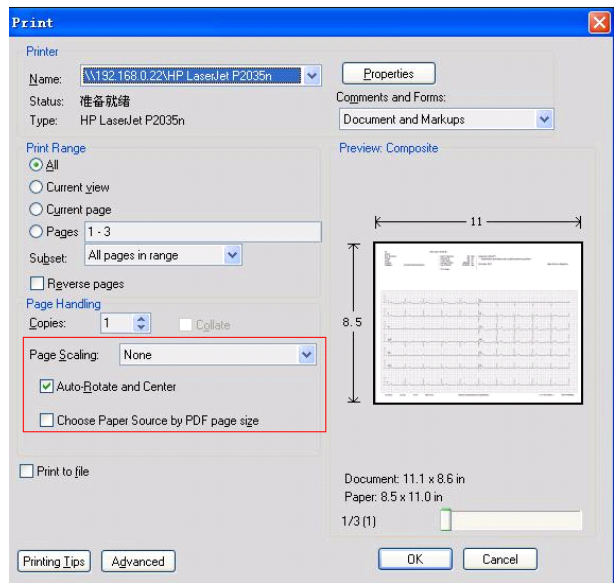 Print
Printer
Name: \\192.168.0.22\HP LaserJet P2035n
Properties
Status: 准备就绪
Comments and Forms:
Type: HP LaserJet P2035n
Document and Markups
Print Range
All
Current view
Current page
Pages 1 - 3
Subset: All pages in range
Reverse pages
Page Handling
Copies: 1 Collate
Page Scaling: None
Auto-Rotate and Center
Choose Paper Source by PDF page size
Print to file
Preview: Composite
11
8.5
Document: 11.1 x 8.6 in
Paper: 8.5 x 11.0 in
1/3 (1)
Printing Tips
Advanced
OK
Cancel